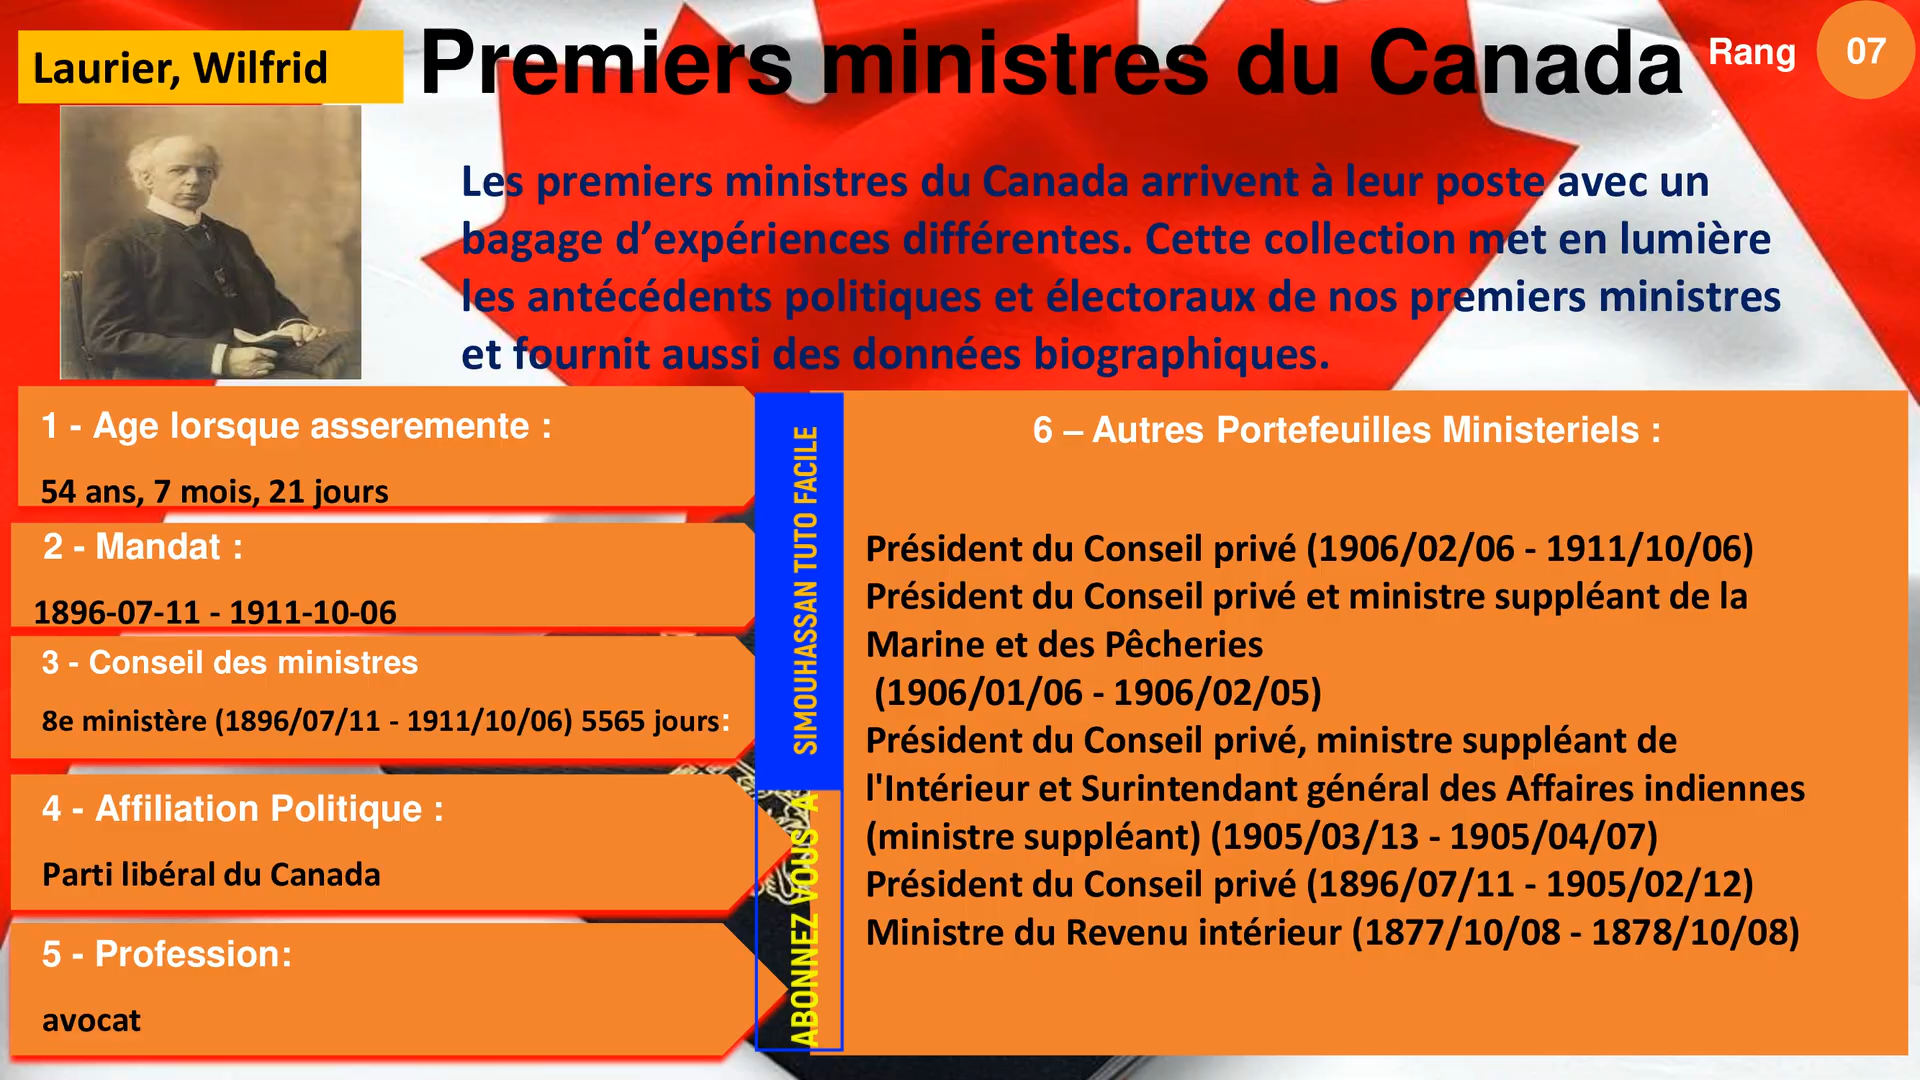 Laurier, Wilfrid
Premiers ministres du Canada
Rang :
07
Les premiers ministres du Canada arrivent à leur poste avec un
bagage d’expériences différentes. Cette collection met en lumière
les antécédents politiques et électoraux de nos premiers ministres
et fournit aussi des données biographiques.
1 - Age lorsque asseremente :
54 ans, 7 mois, 21 jours
2 - Mandat :
1896-07-11 - 1911-10-06
3 - Conseil des ministres
8e ministère (1896/07/11 - 1911/10/06) 5565 jours:
4 - Affiliation Politique :
Parti libéral du Canada
5 - Profession:
avocat
ABONNEZ VOUS A SIMOUHASSAN TUTO FACILE
6 – Autres Portefeuilles Ministeriels :
Président du Conseil privé (1906/02/06 - 1911/10/06)
Président du Conseil privé et ministre suppléant de la
Marine et des Pêcheries
(1906/01/06 - 1906/02/05)
Président du Conseil privé, ministre suppléant de
l'Intérieur et Surintendant général des Affaires indiennes
(ministre suppléant) (1905/03/13 - 1905/04/07)
Président du Conseil privé (1896/07/11 - 1905/02/12)
Ministre du Revenu intérieur (1877/10/08 - 1878/10/08)